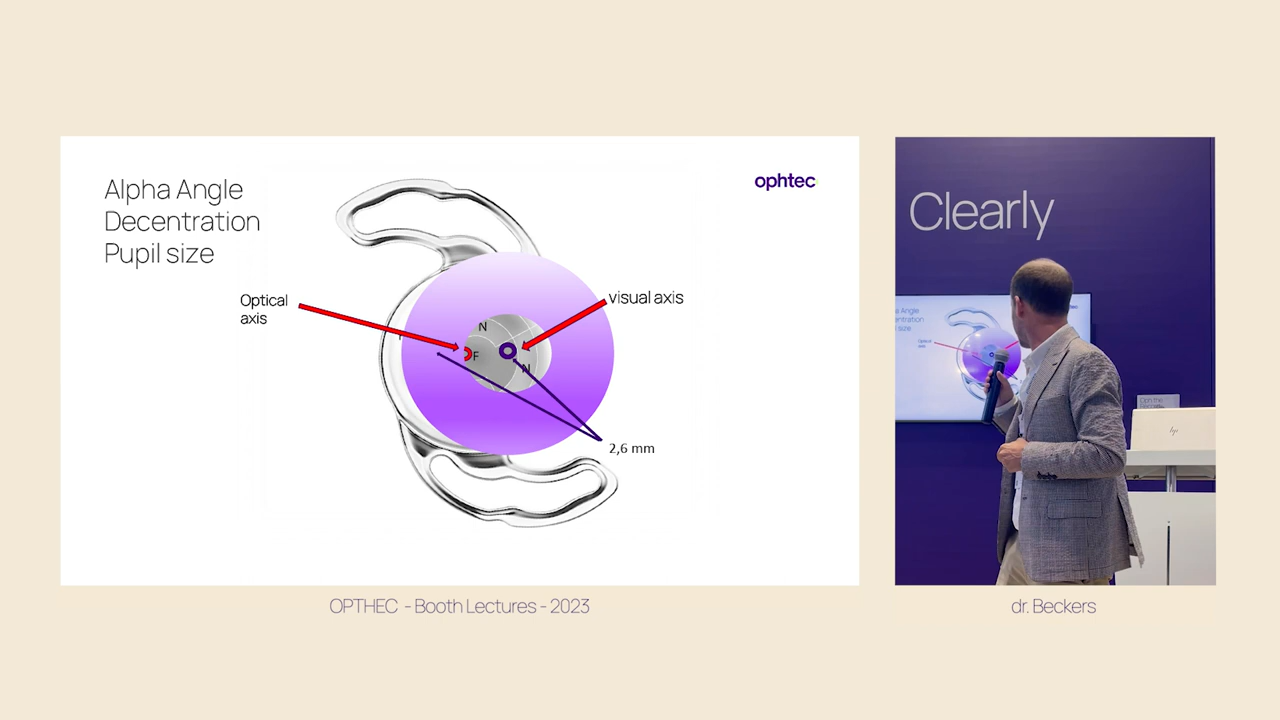 Alpha Angle
Decentration
Pupil size
ophtec
Optical
axis
visual axis
N
F
N
2,6 mm
OPTHEC - Booth Lectures - 2023
Clearly
dr. Beckers